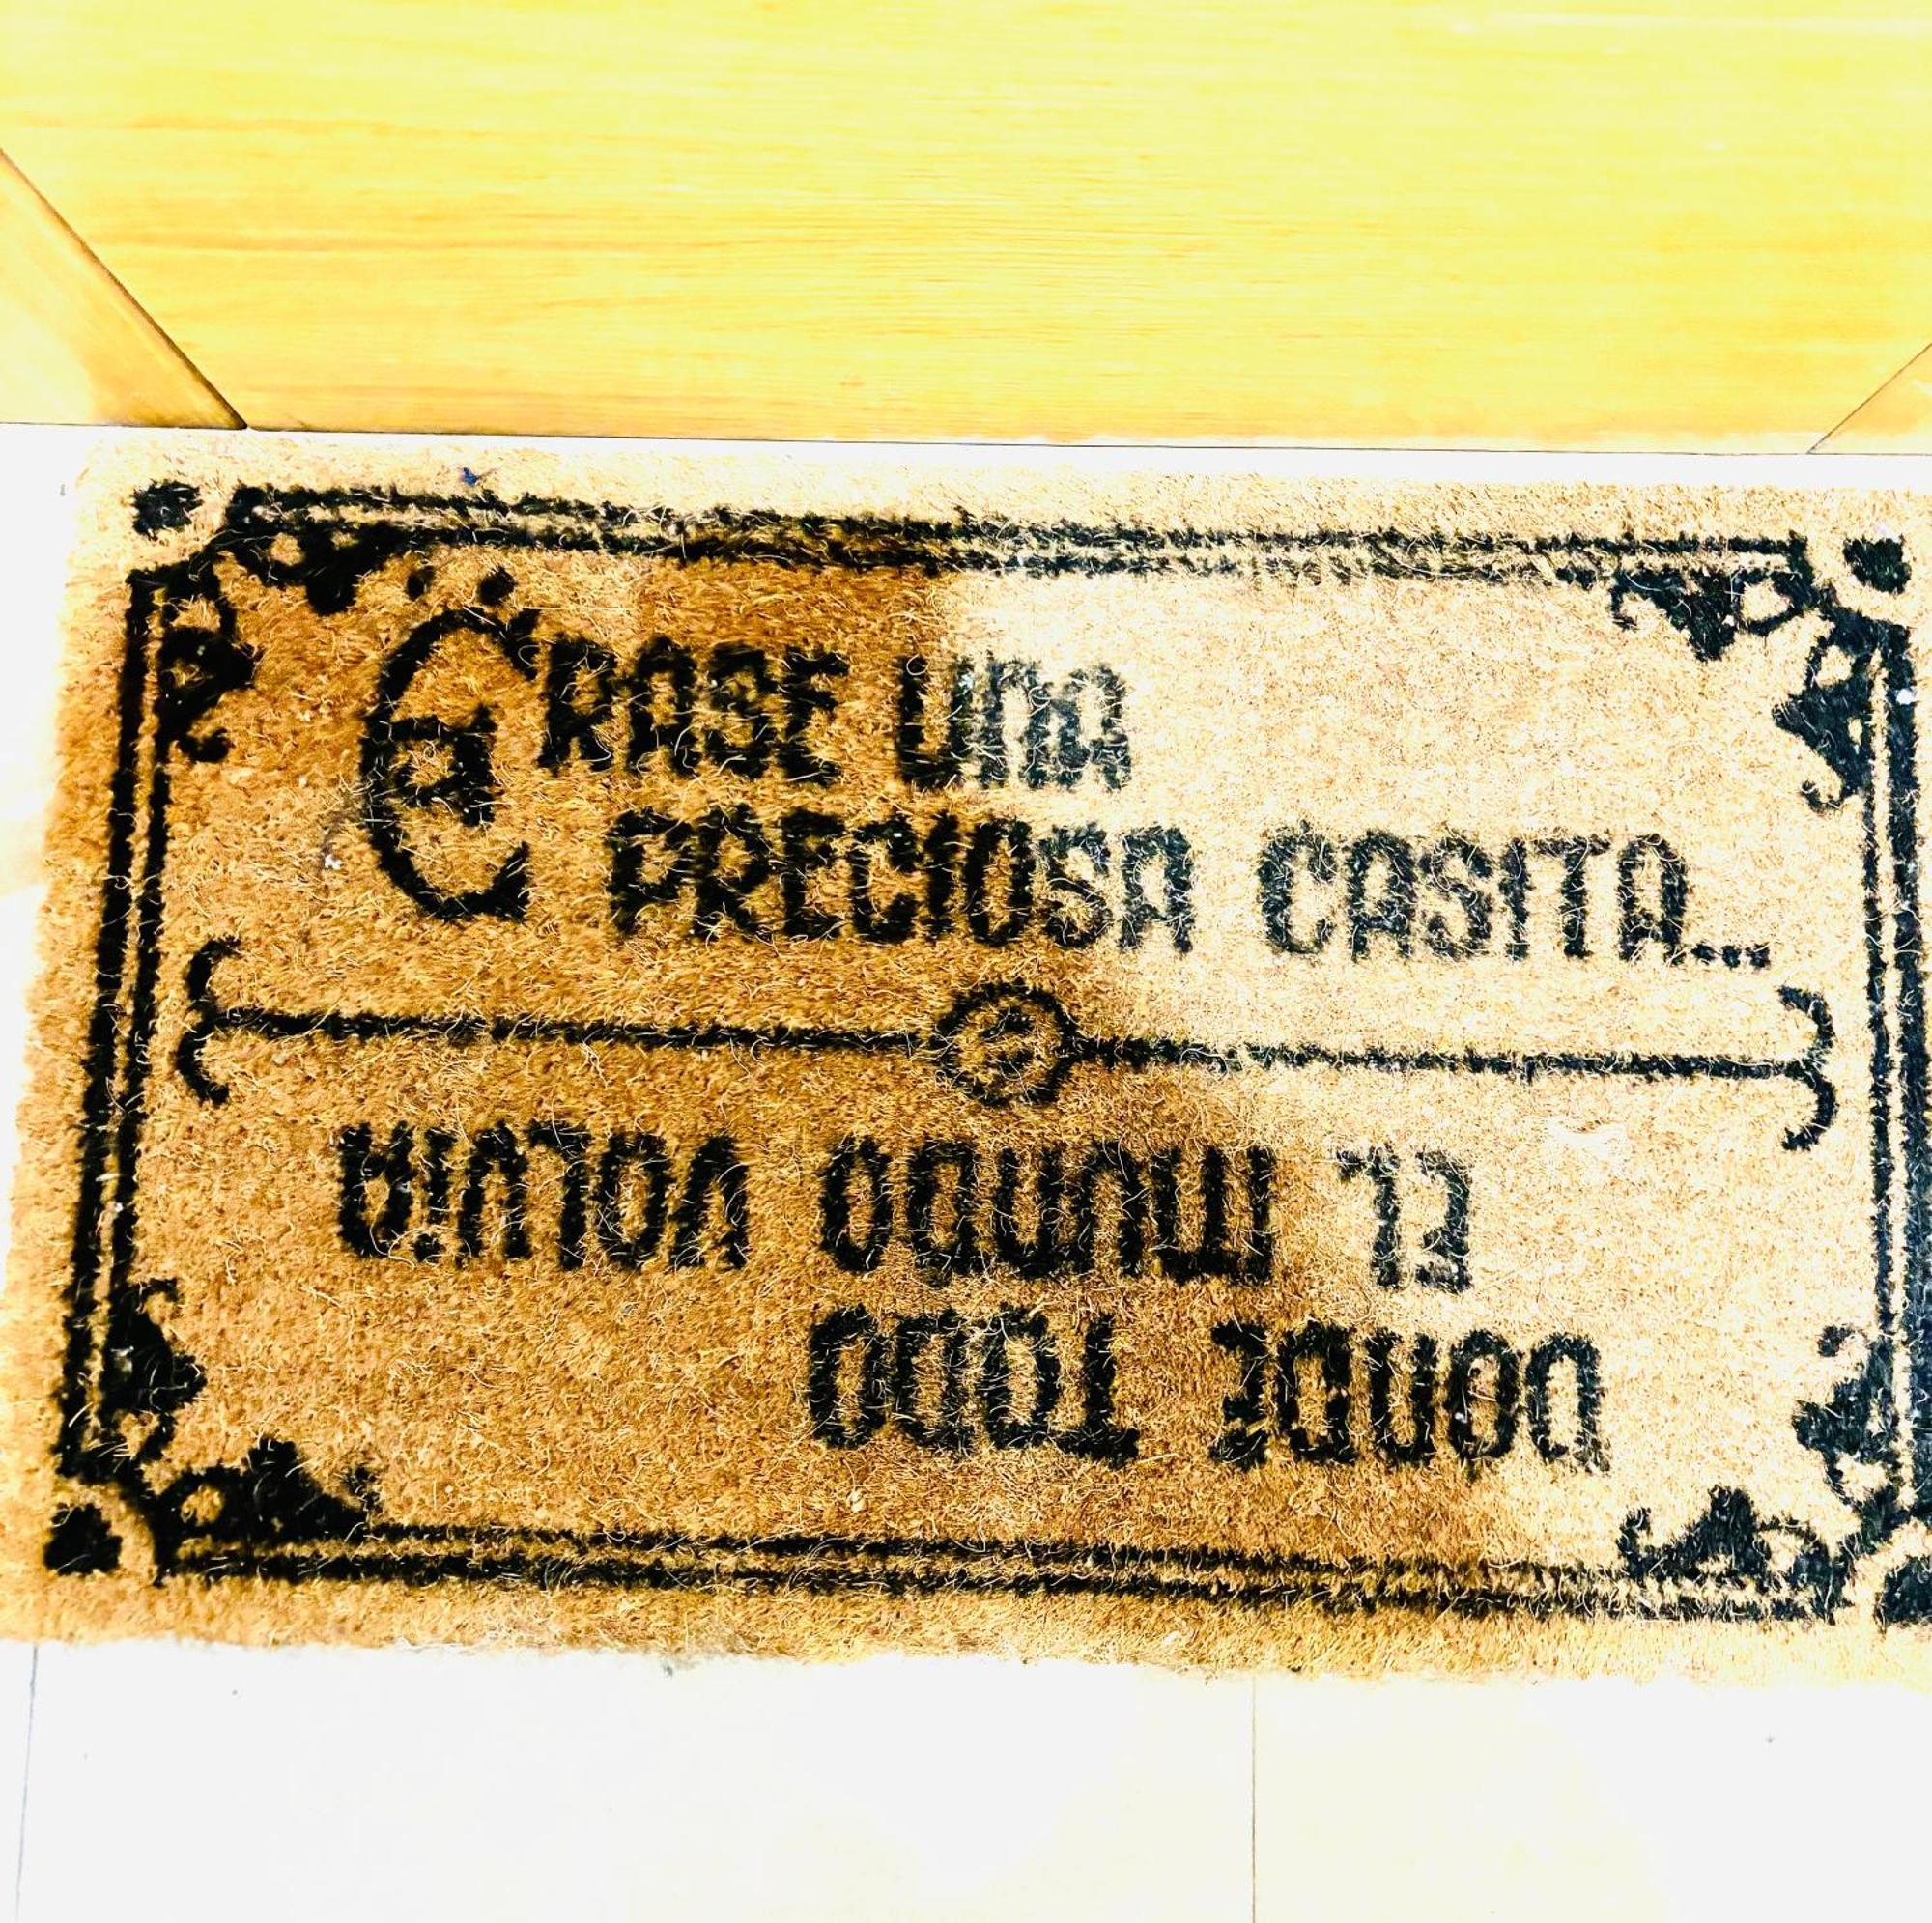 Érase una
preciosa casita...
Donde todo
el mundo volvía